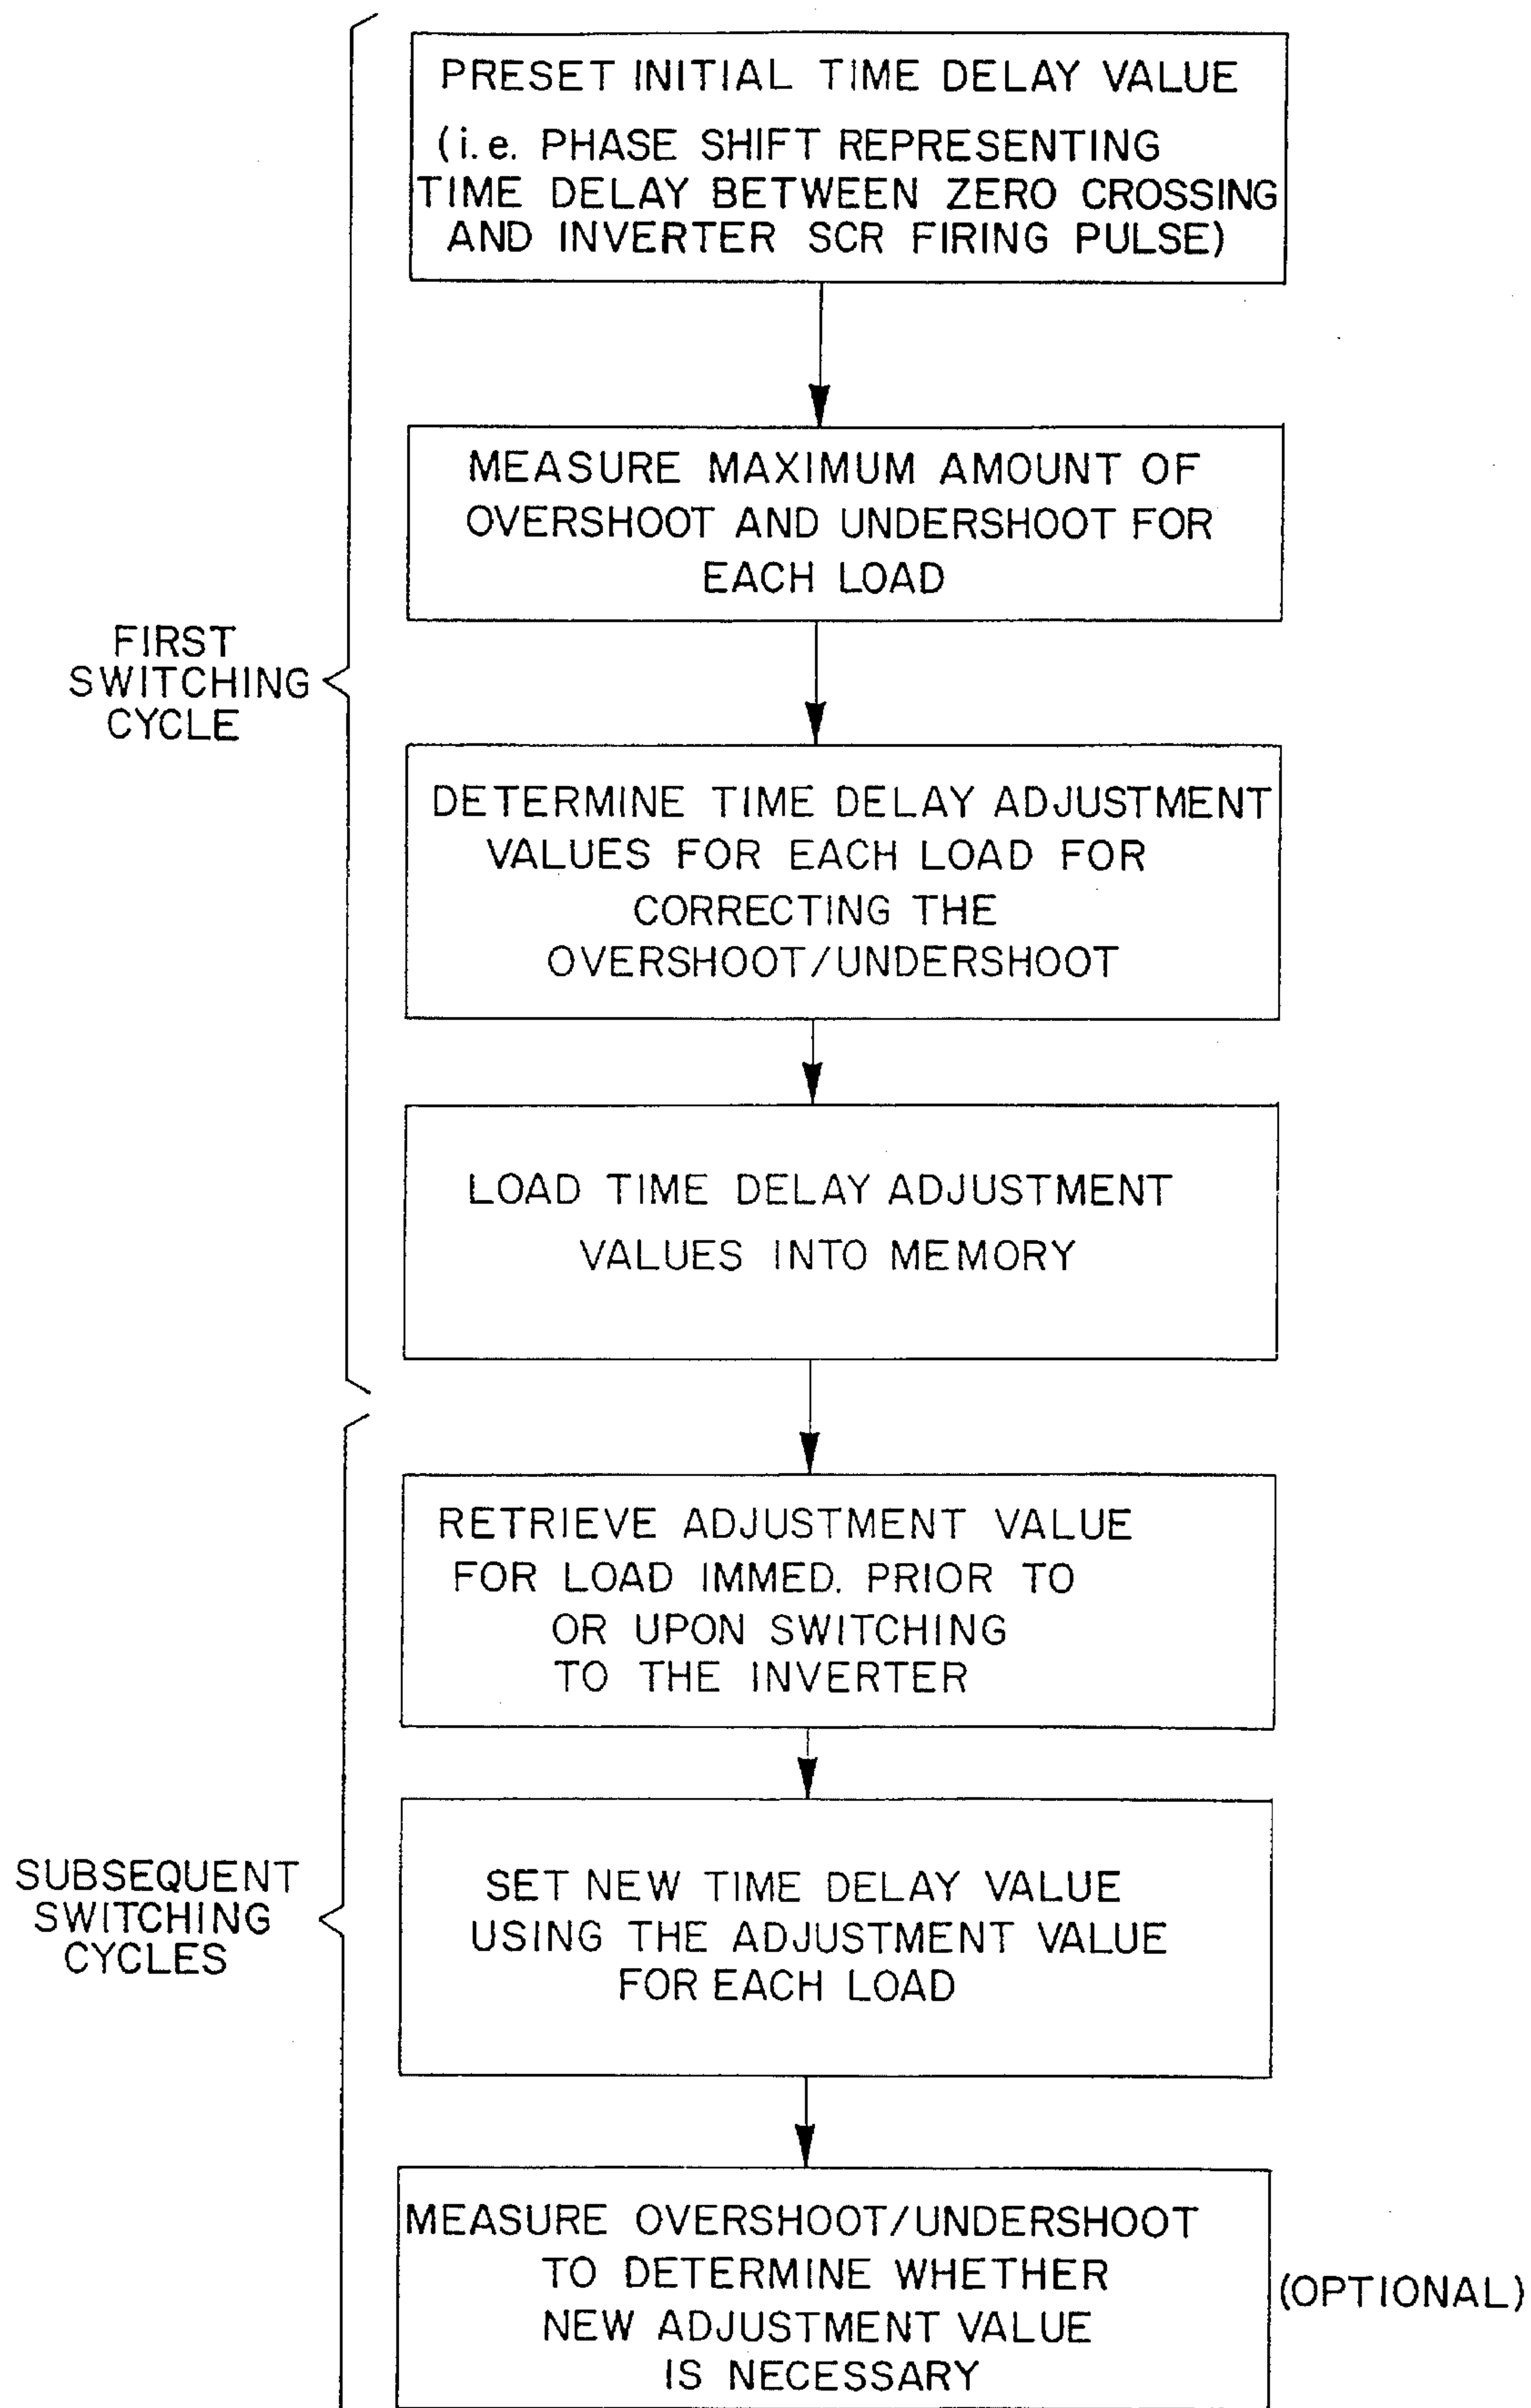 PRESET INITIAL TIME DELAY VALUE
(i.e. PHASE SHIFT REPRESENTING
TIME DELAY BETWEEN ZERO CROSSING
AND INVERTER SCR FIRING PULSE)
MEASURE MAXIMUM AMOUNT OF
OVERSHOOT AND UNDERSHOOT FOR
EACH LOAD
FIRST
SWITCHING
CYCLE
DETERMINE TIME DELAY ADJUSTMENT
VALUES FOR EACH LOAD FOR
CORRECTING THE
OVERSHOOT/UNDERSHOOT
LOAD TIME DELAY ADJUSTMENT
VALUES INTO MEMORY
RETRIEVE ADJUSTMENT VALUE
FOR LOAD IMMED. PRIOR TO
OR UPON SWITCHING
TO THE INVERTER
SUBSEQUENT
SWITCHING
CYCLES
SET NEW TIME DELAY VALUE
USING THE ADJUSTMENT VALUE
FOR EACH LOAD
MEASURE OVERSHOOT/UNDERSHOOT
TO DETERMINE WHETHER
NEW ADJUSTMENT VALUE
IS NECESSARY
(OPTIONAL)